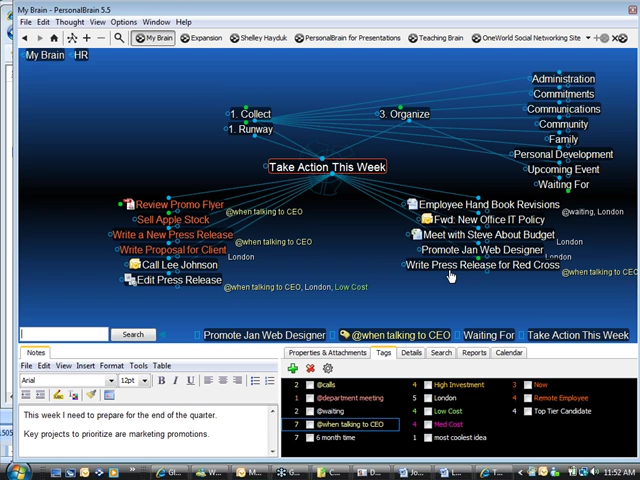 My Brain - PersonalBrain 5.5
File Edit Thought View Options Window Help
My Brain Expansion Shelley Hayduk PersonalBrain for Presentations Teaching Brain OneWorld Social Networking Site
My Brain HR
Administration
Commitments
1. Collect 3. Organize Communications
1. Runway Community
Family
Personal Development
Take Action This Week Upcoming Event
Waiting For
Review Promo Flyer Employee Hand Book Revisions
@when talking to CEO @waiting, London
Sell Apple Stock Fwd: New Office IT Policy
Write a New Press Release Meet with Steve About Budget
@when talking to CEO London
Write Proposal for Client Promote Jan Web Designer
London London
Call Lee Johnson Write Press Release for Red Cross
@when talking to CEO
Edit Press Release
@when talking to CEO, London, Low Cost
Search Promote Jan Web Designer @when talking to CEO Waiting For Take Action This Week
Notes Properties & Attachments Tags Details Search Reports Calendar
File Edit View Insert Format Tools Table
Arial 12pt B I U
This week I need to prepare for the end of the quarter.
Key projects to prioritize are marketing promotions.
2 @calls 4 High Investment 3 Now
1 @department meeting 5 London 4 Remote Employee
2 @waiting 4 Low Cost 4 Top Tier Candidate
7 @when talking to CEO 4 Med Cost
7 6 month time 1 most coolest idea
11:52 AM